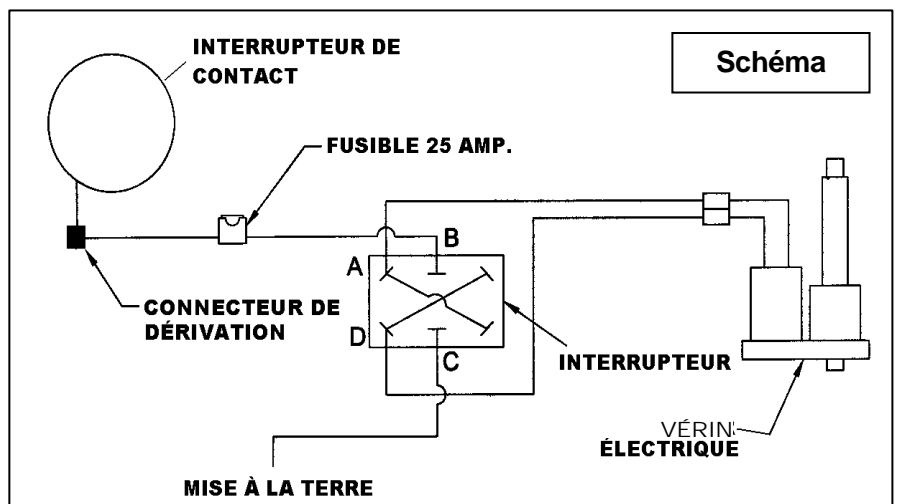 INTERRUPTEUR DE
CONTACT
Schéma
FUSIBLE 25 AMP.
B
A
CONNECTEUR DE
DÉRIVATION
D
C
INTERRUPTEUR
VÉRIN
ÉLECTRIQUE
MISE À LA TERRE